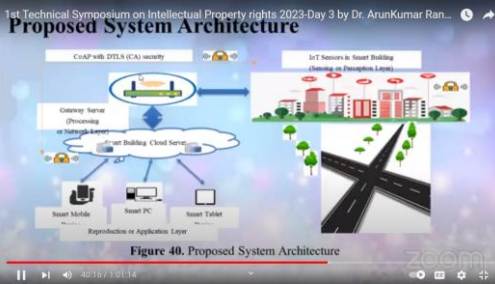 1st Technical Symposium on Intellectual Property rights 2023-Day 3 by Dr. ArunKumar Ran...
Proposed System Architecture
CoAP with DTLS (CA) security
IoT Sensors in Smart Building
(Sensing or Perception Layer)
Gateway Server
(Processing
or Network Layer)
Smart Building Cloud Server
Smart Mobile
Smart PC
Smart Tablet
Reproduction or Application Layer
Figure 40. Proposed System Architecture
zoom
40:16 / 1:01:14